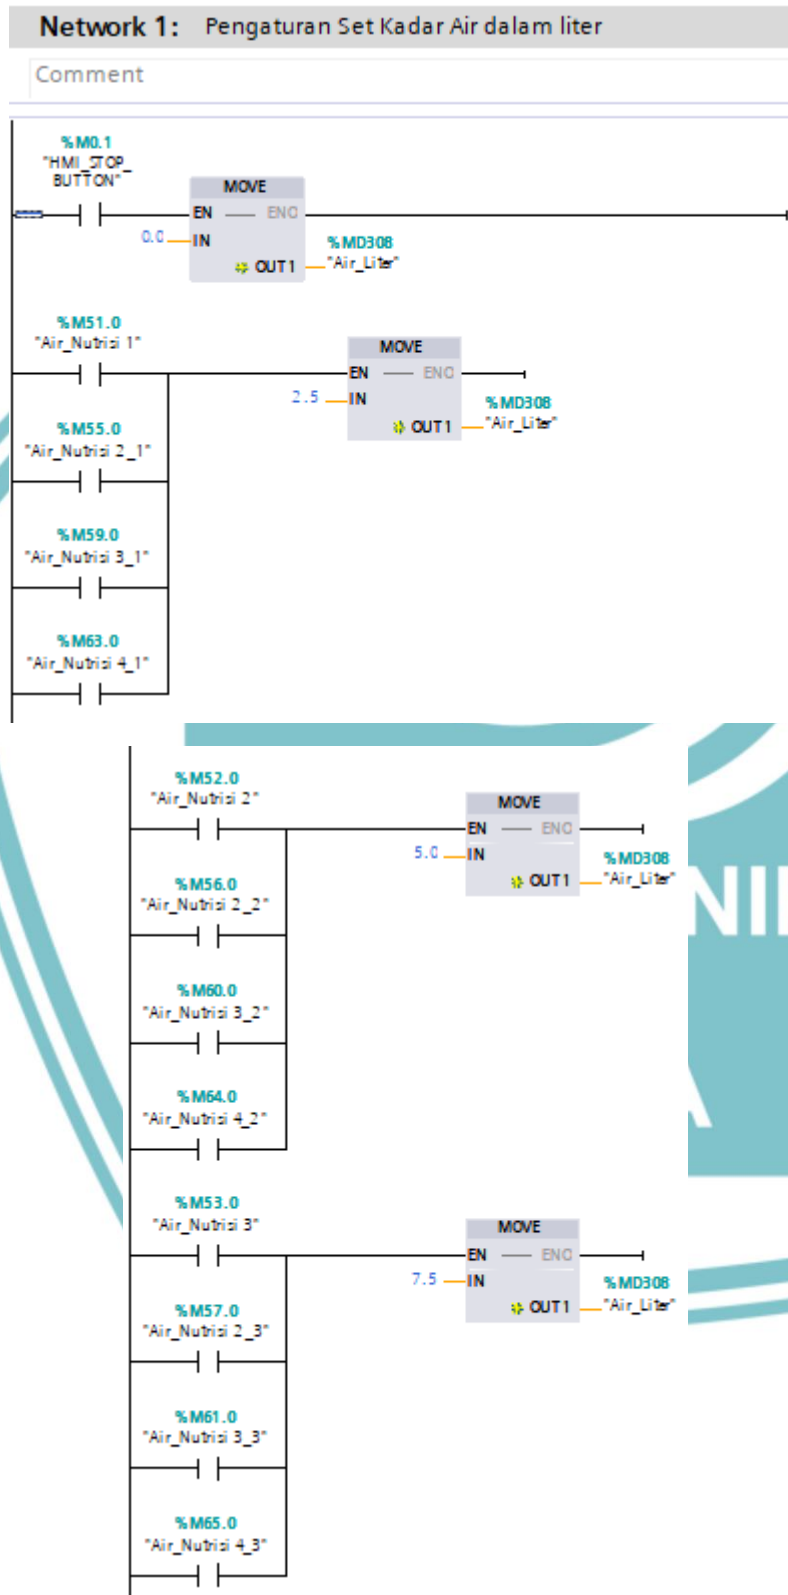 Network 1: Pengaturan Set Kadar Air dalam liter
Comment
%M0.1
"HMI_STOP_
BUTTON"
MOVE
EN ENO
0.0 IN
%MD308
OUT1 "Air_Liter"
%M51.0
"Air_Nutrisi 1"
MOVE
EN ENO
2.5 IN
%MD308
OUT1 "Air_Liter"
%M55.0
"Air_Nutrisi 2_1"
%M59.0
"Air_Nutrisi 3_1"
%M63.0
"Air_Nutrisi 4_1"
%M52.0
"Air_Nutrisi 2"
MOVE
EN ENO
5.0 IN
%MD308
OUT1 "Air_Liter"
%M56.0
"Air_Nutrisi 2_2"
%M60.0
"Air_Nutrisi 3_2"
%M64.0
"Air_Nutrisi 4_2"
%M53.0
"Air_Nutrisi 3"
MOVE
EN ENO
7.5 IN
%MD308
OUT1 "Air_Liter"
%M57.0
"Air_Nutrisi 2_3"
%M61.0
"Air_Nutrisi 3_3"
%M65.0
"Air_Nutrisi 4_3"